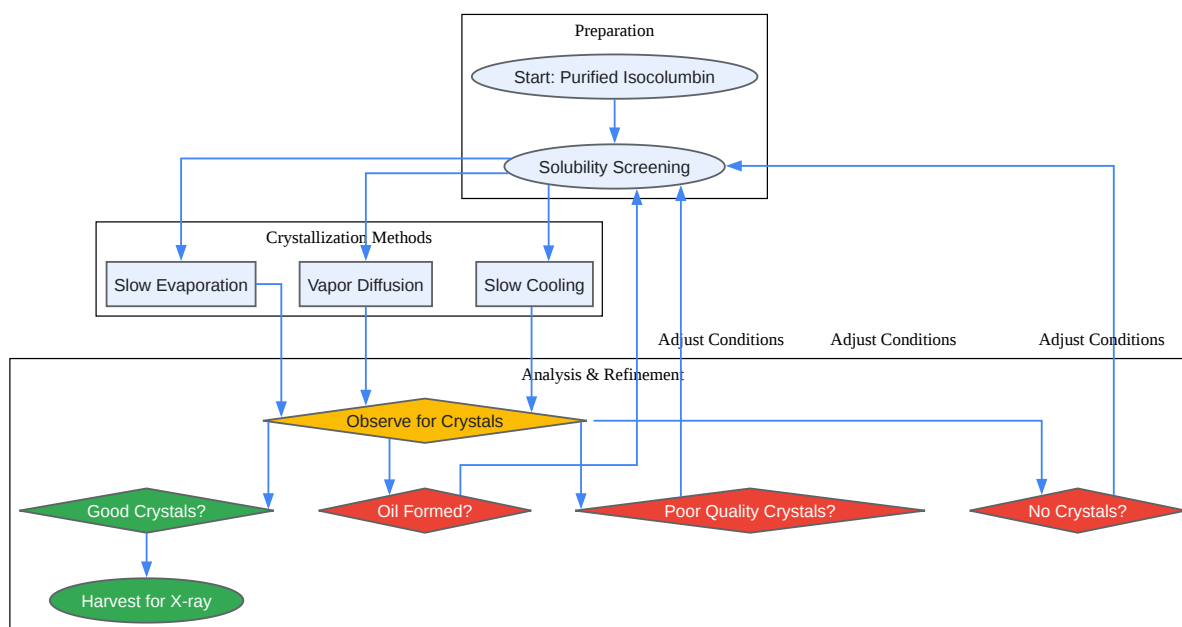 Preparation
Start: Purified Isocolumbin
Solubility Screening
Crystallization Methods
Slow Evaporation
Vapor Diffusion
Slow Cooling
Adjust Conditions
Adjust Conditions
Adjust Conditions
Analysis & Refinement
Observe for Crystals
Good Crystals?
Oil Formed?
Poor Quality Crystals?
No Crystals?
Harvest for X-ray